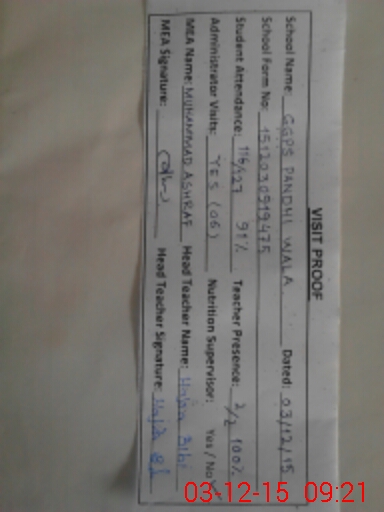 VISIT PROOF
School Name: GGPS PANDHI WALA Dated: 03/12/15
School Form No: 1512030919475
Student Attendance: 116/127 91% Teacher Presence: 2/2 100%
Administrator Visits: YES (06) Nutrition Supervisor: Yes / No
MEA Name: MUHAMMAD ASHRAF Head Teacher Name: Bibi
MEA Signature: Head Teacher Signature:
03-12-15 09:21